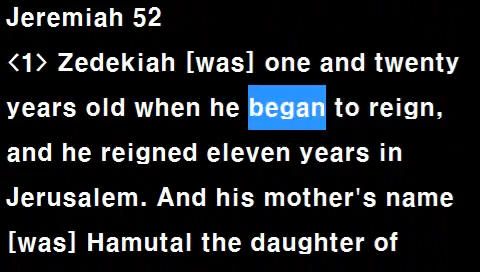 Jeremiah 52
<1> Zedekiah [was] one and twenty
years old when he began to reign,
and he reigned eleven years in
Jerusalem. And his mother's name
[was] Hamutal the daughter of